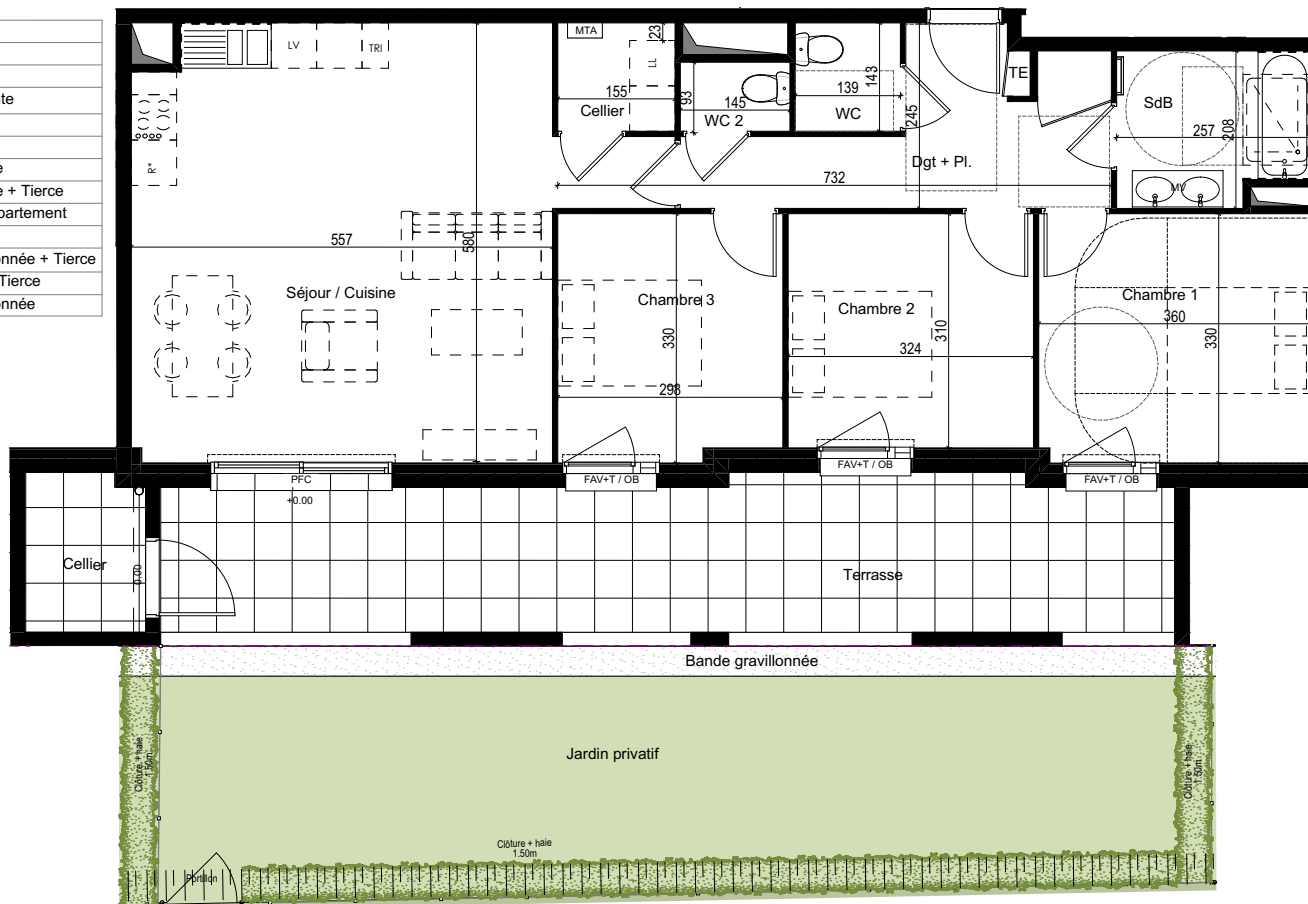 te
e
e + Tierce
partement
onnée + Tierce
Tierce
onnée
LV
TRI
R*
MTA
23
LL
155
Cellier
93
145
WC 2
139
143
WC
245
TE
SdB
257
208
MV
Dgt + Pl.
732
557
580
Séjour / Cuisine
Chambre 3
330
298
Chambre 2
324
310
Chambre 1
360
330
PFC
+0.00
FAV+T / OB
FAV+T / OB
FAV+T / OB
Cellier
0.00
Terrasse
Bande gravillonnée
Jardin privatif
Clôture + haie
1.50m
Clôture + haie
1.50m
Clôture + haie
1.50m
Portillon